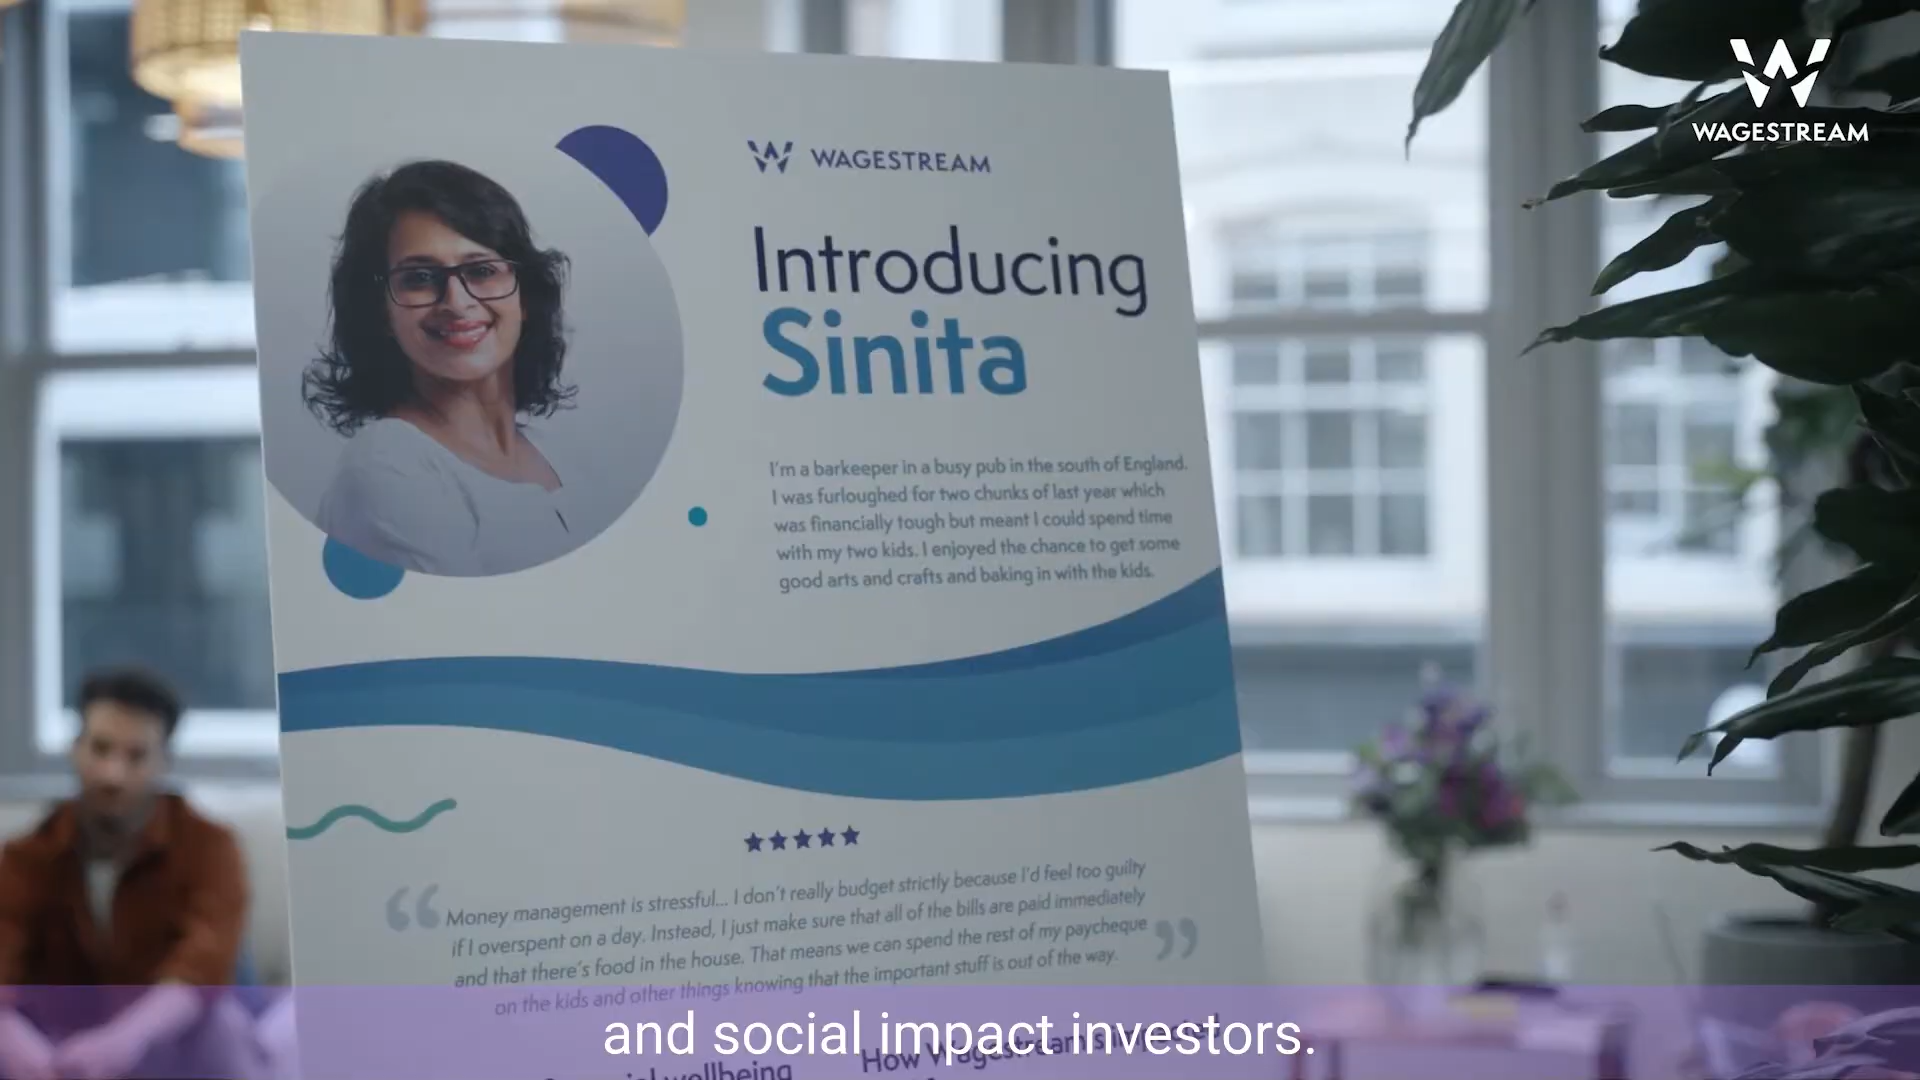 WAGESTREAM
WAGESTREAM
Introducing
Sinita
I'm a barkeeper in a busy pub in the south of England.
I was furloughed for two chunks of last year which
was financially tough but meant I could spend time
with my two kids. I enjoyed the chance to get some
good arts and crafts and baking in with the kids.
“Money management is stressful... I don't really budget strictly because I'd feel too guilty
if I overspent on a day. Instead, I just make sure that all of the bills are paid immediately
and that there's food in the house. That means we can spend the rest of my paycheque
on the kids and other things knowing that the important stuff is out of the way.”
and social impact investors.
wellbeing
How Wagestream